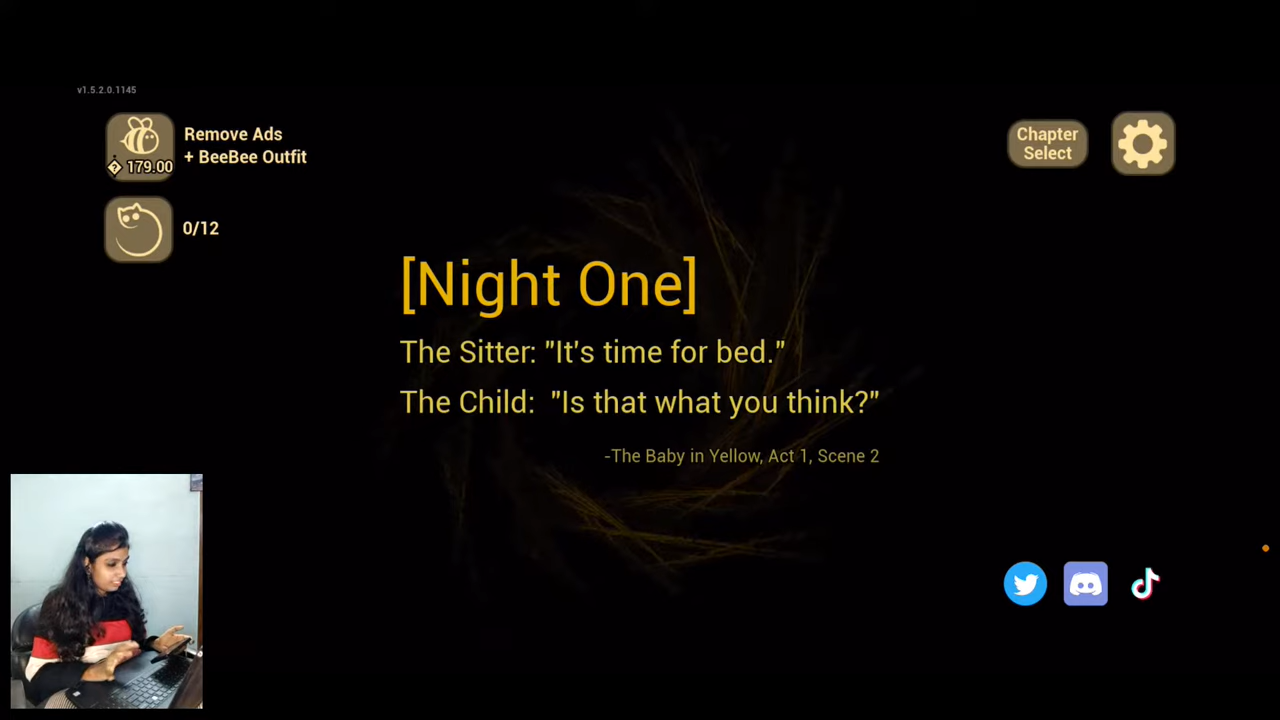 v1.5.2.0.1145
Remove Ads
+ BeeBee Outfit
179.00
0/12
Chapter
Select
[Night One]
The Sitter: "It's time for bed."
The Child: "Is that what you think?"
-The Baby in Yellow, Act 1, Scene 2